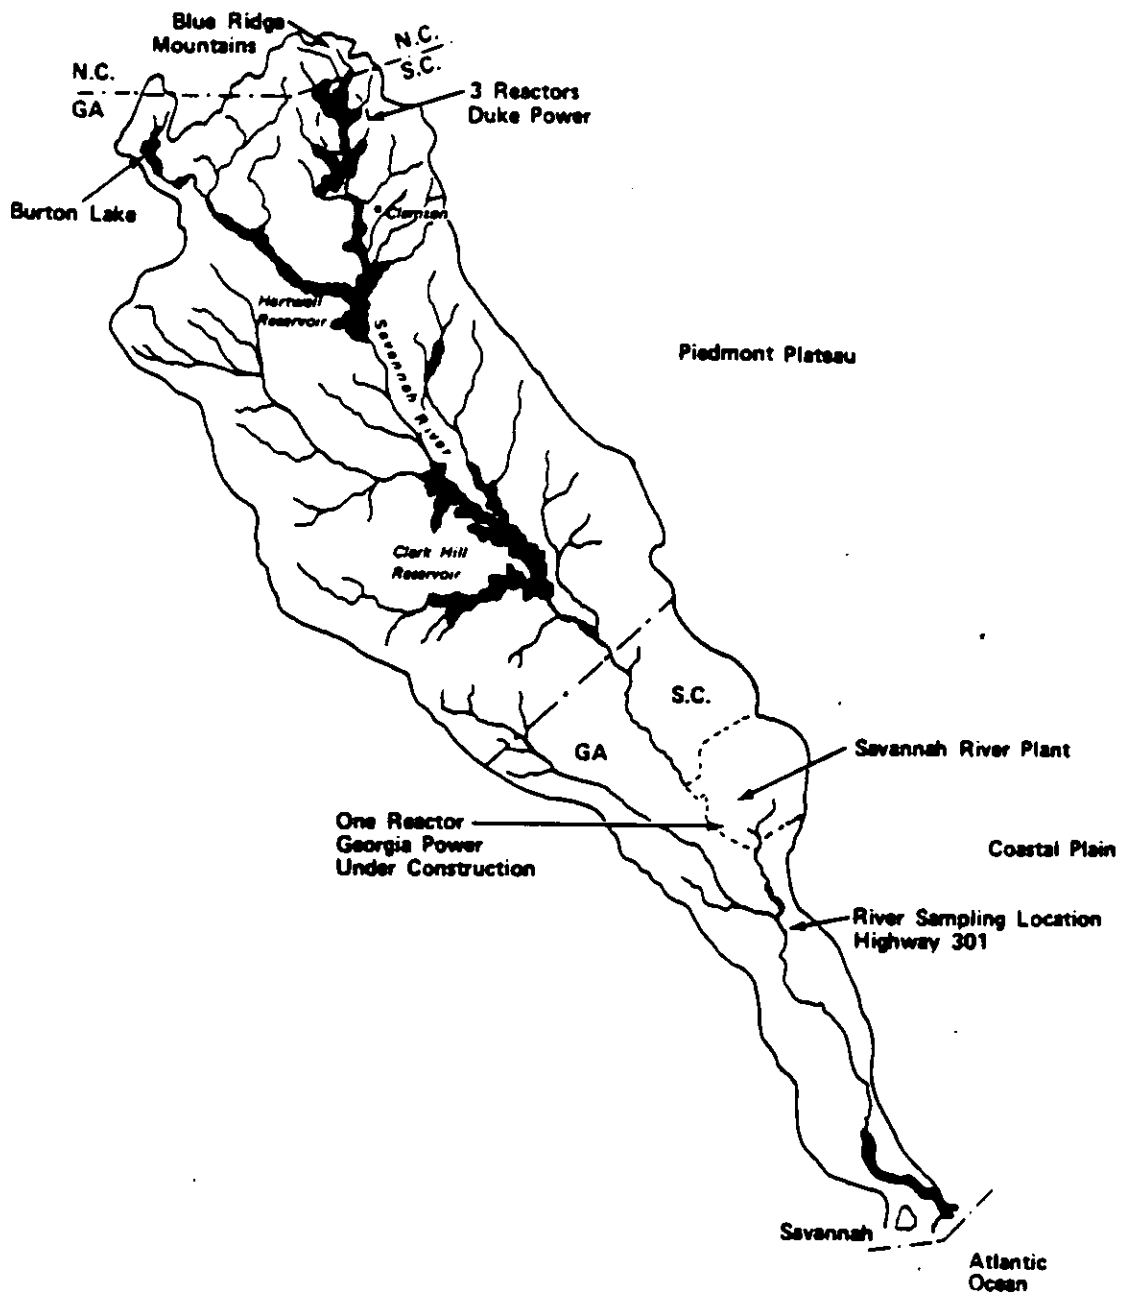 Blue Ridge
Mountains
N.C.
S.C.
N.C.
GA
3 Reactors
Duke Power
Burton Lake
Clemson
Hartwell
Reservoir
Savannah River
Piedmont Plateau
Clark Hill
Reservoir
S.C.
GA
Savannah River Plant
One Reactor
Georgia Power
Under Construction
Coastal Plain
River Sampling Location
Highway 301
Savannah
Atlantic
Ocean